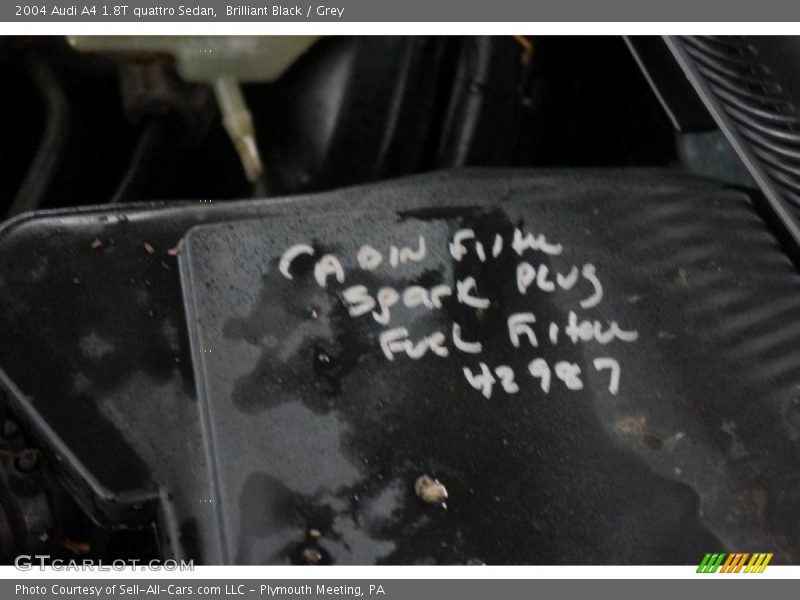 2004 Audi A4 1.8T quattro Sedan,  Brilliant Black / Grey
CABIN Filter
Spark PLUG
FUEL Filter
42987
GTCARLOT.COM
Photo Courtesy of Sell-All-Cars.com LLC - Plymouth Meeting, PA